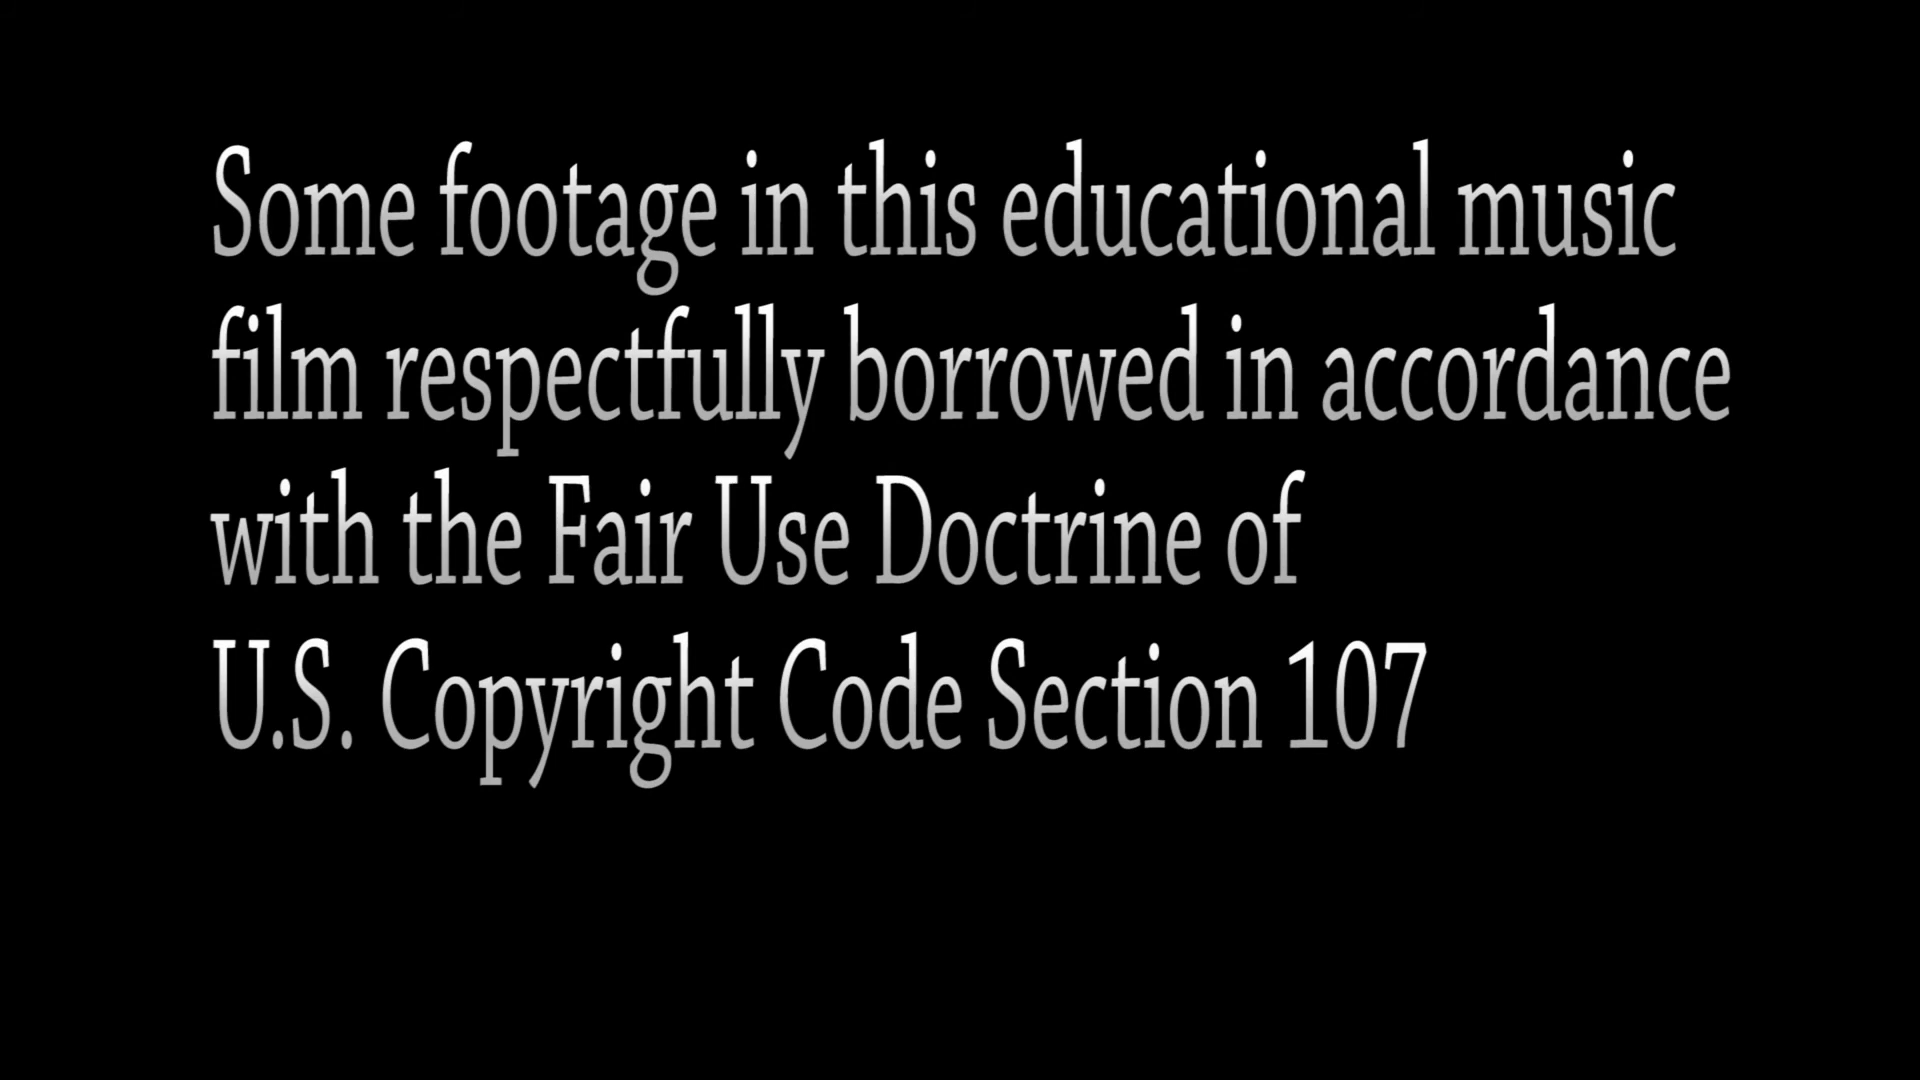 Some footage in this educational music
film respectfully borrowed in accordance
with the Fair Use Doctrine of
U.S. Copyright Code Section 107